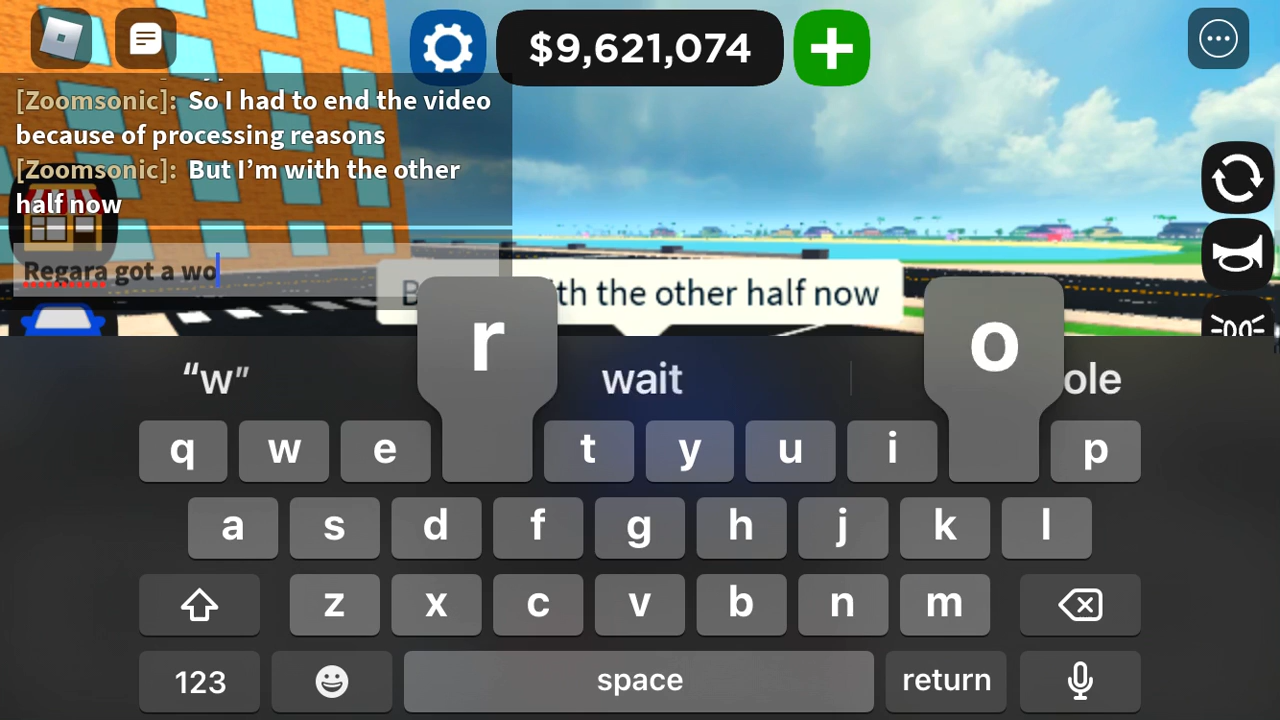 $9,621,074
[Zoomsonic]: So I had to end the video
because of processing reasons
[Zoomsonic]: But I’m with the other
half now
Regara got a wo
B th the other half now
“w” wait ole
r o
q w e t y u i p
a s d f g h j k l
z x c v b n m
123 space return